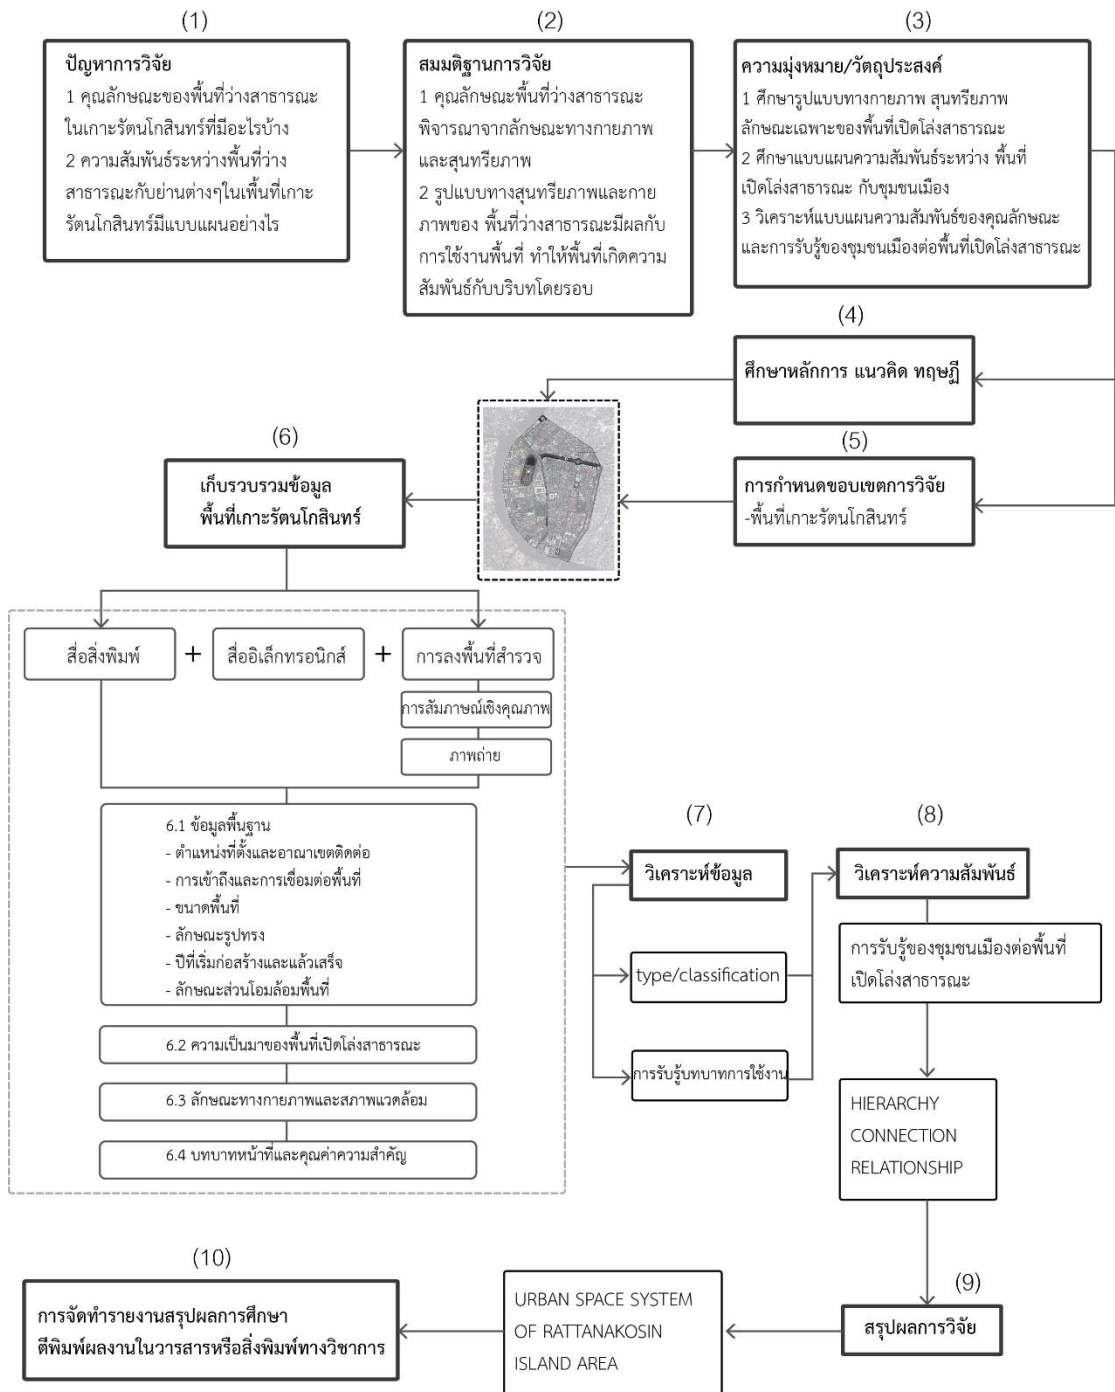 (1)
ปัญหาการวิจัย
1 คุณลักษณะของพื้นที่ว่างสาธารณะ
ในเกาะรัตนโกสินทร์ที่มีอะไรบ้าง
2 ความสัมพันธ์ระหว่างพื้นที่ว่าง
สาธารณะกับย่านต่างๆในเพื้นที่เกาะ
รัตนโกสินทร์มีแบบแผนอย่างไร
(2)
สมมติฐานการวิจัย
1 คุณลักษณะพื้นที่ว่างสาธารณะ
พิจารณาจากลักษณะทางกายภาพ
และสุนทรียภาพ
2 รูปแบบทางสุนทรียภาพและกาย
ภาพของ พื้นที่ว่างสาธารณะมีผลกับ
การใช้งานพื้นที่ ทำให้พื้นที่เกิดความ
สัมพันธ์กับบริบทโดยรอบ
(3)
ความมุ่งหมาย/วัตถุประสงค์
1 ศึกษารูปแบบทางกายภาพ สุนทรียภาพ
ลักษณะเฉพาะของพื้นที่เปิดโล่งสาธารณะ
2 ศึกษาแบบแผนความสัมพันธ์ระหว่าง พื้นที่
เปิดโล่งสาธารณะ กับชุมชนเมือง
3 วิเคราะห์แบบแผนความสัมพันธ์ของคุณลักษณะ
และการรับรู้ของชุมชนเมืองต่อพื้นที่เปิดโล่งสาธารณะ
(4)
ศึกษาหลักการ แนวคิด ทฤษฏี
(5)
การกำหนดขอบเขตการวิจัย
-พื้นที่เกาะรัตนโกสินทร์
(6)
เก็บรวบรวมข้อมูล
พื้นที่เกาะรัตนโกสินทร์
สื่อสิ่งพิมพ์ + สื่ออิเล็กทรอนิกส์ + การลงพื้นที่สำรวจ
การสัมภาษณ์เชิงคุณภาพ
ภาพถ่าย
6.1 ข้อมูลพื้นฐาน
- ตำแหน่งที่ตั้งและอาณาเขตติดต่อ
- การเข้าถึงและการเชื่อมต่อพื้นที่
- ขนาดพื้นที่
- ลักษณะรูปทรง
- ปีที่เริ่มก่อสร้างและแล้วเสร็จ
- ลักษณะส่วนโอมล้อมพื้นที่
6.2 ความเป็นมาของพื้นที่เปิดโล่งสาธารณะ
6.3 ลักษณะทางกายภาพและสภาพแวดล้อม
6.4 บทบาทหน้าที่และคุณค่าความสำคัญ
(7)
วิเคราะห์ข้อมูล
type/classification
การรับรู้บทบาทการใช้งาน
(8)
วิเคราะห์ความสัมพันธ์
การรับรู้ของชุมชนเมืองต่อพื้นที่
เปิดโล่งสาธารณะ
HIERARCHY
CONNECTION
RELATIONSHIP
(9)
สรุปผลการวิจัย
URBAN SPACE SYSTEM
OF RATTANAKOSIN
ISLAND AREA
(10)
การจัดทำรายงานสรุปผลการศึกษา
ตีพิมพ์ผลงานในวารสารหรือสิ่งพิมพ์ทางวิชาการ